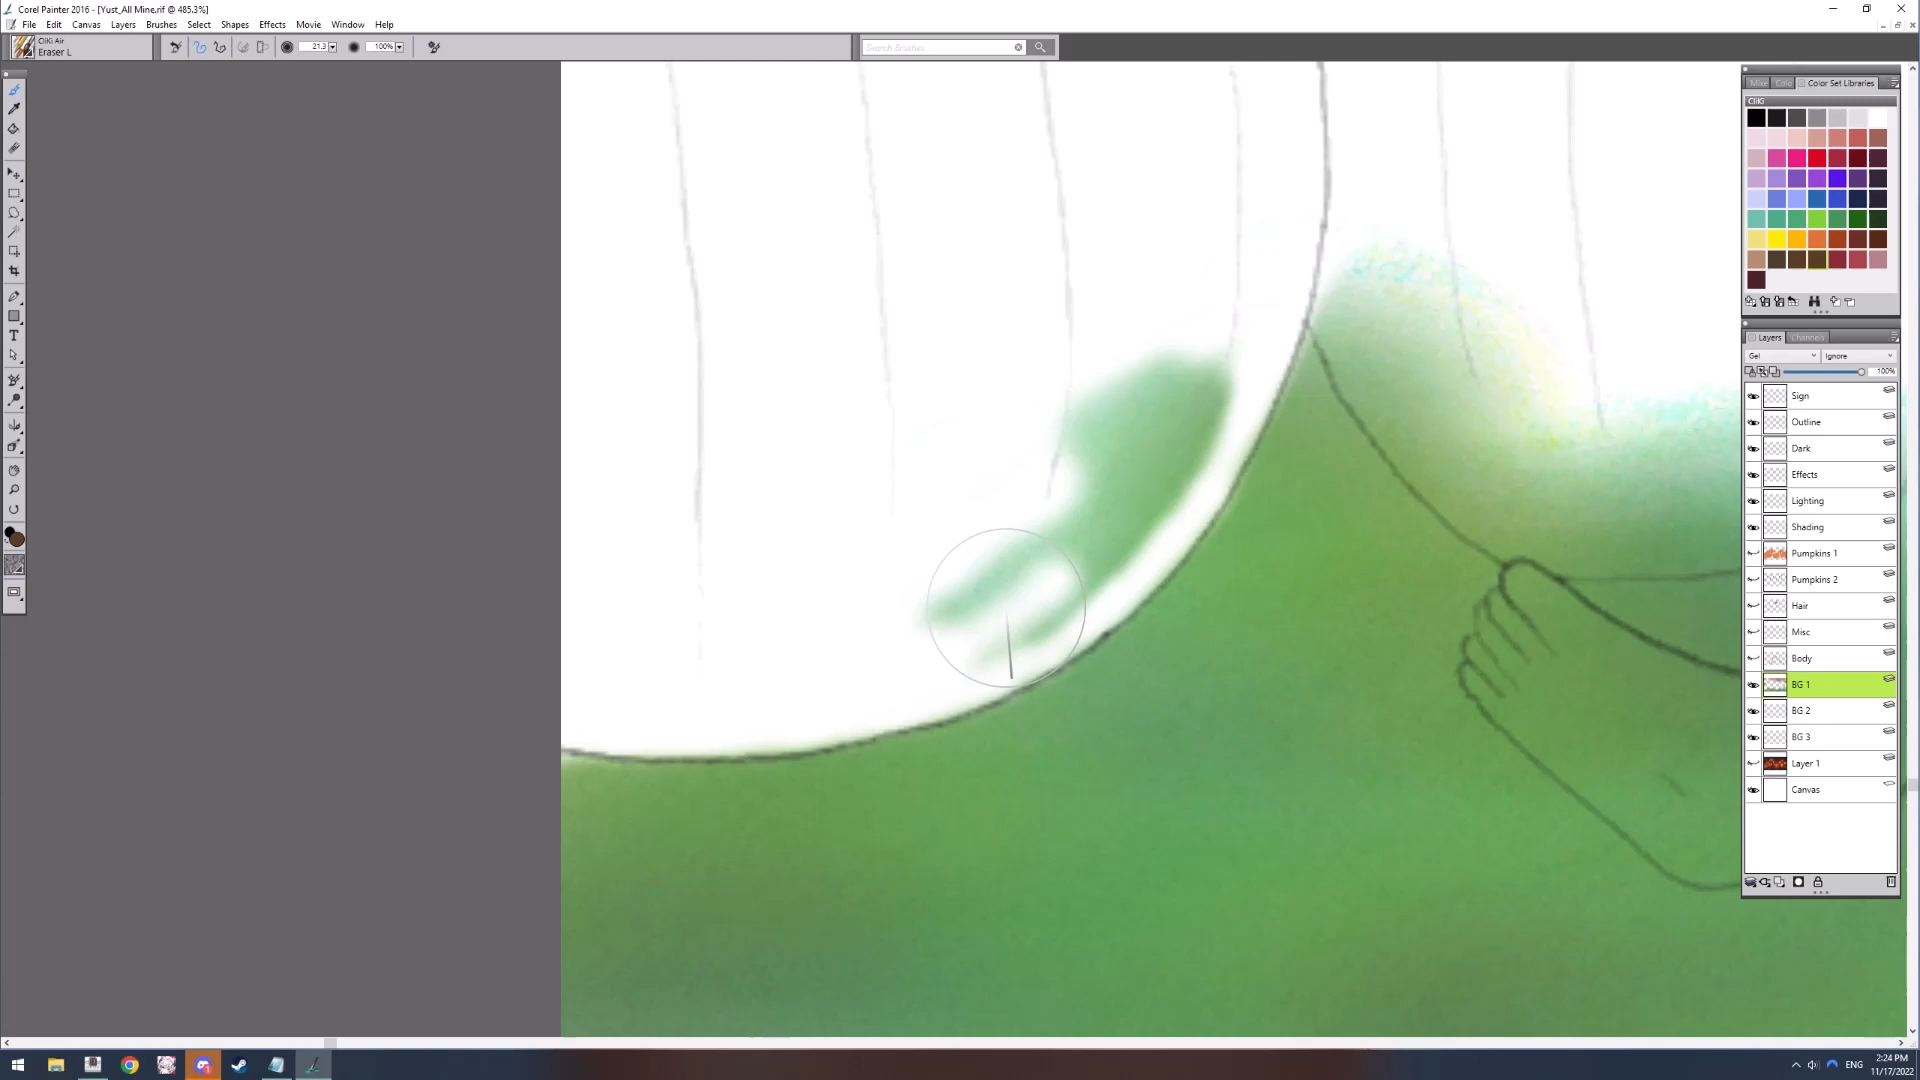 Corel Painter 2016 - [Yust_All Mine.rif @ 485.3%]
File Edit Canvas Layers Brushes Select Shapes Effects Movie Window Help
CliKi Air
Eraser L
21.3
100%
Search Brushes
Color Set Libraries
CliKi
Layers Channels
Gel Ignore
100%
Sign
Outline
Dark
Effects
Lighting
Shading
Pumpkins 1
Pumpkins 2
Hair
Misc
Body
BG 1
BG 2
BG 3
Layer 1
Canvas
T
ENG
2:24 PM
11/17/2022